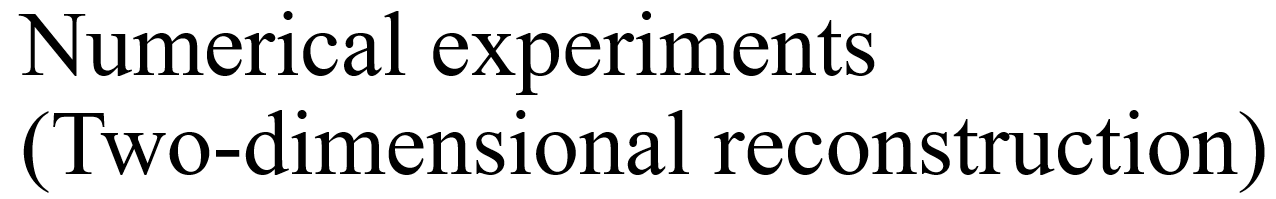 Numerical experiments
(Two-dimensional reconstruction)